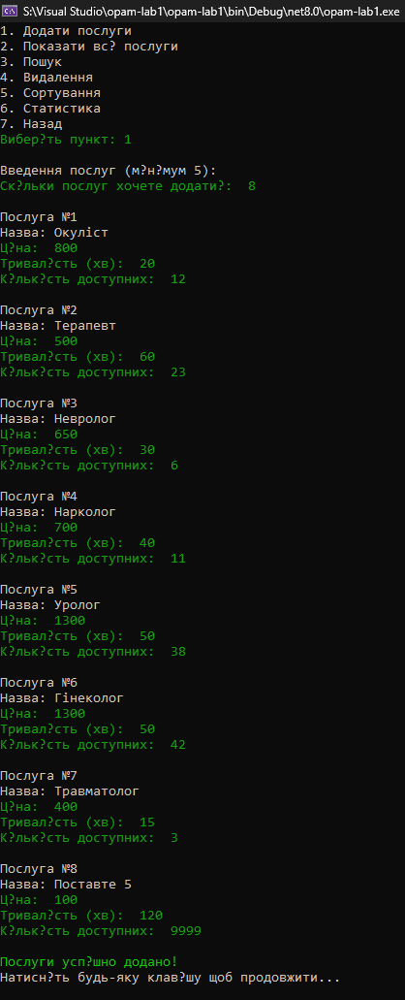 S:\Visual Studio\opam-lab1\opam-lab1\bin\Debug\net8.0\opam-lab1.exe
1. Додати послуги
2. Показати вс? послуги
3. Пошук
4. Видалення
5. Сортування
6. Статистика
7. Назад
Вибер?ть пункт: 1
Введення послуг (м?н?мум 5):
Ск?льки послуг хочете додати?:  8
Послуга №1
Назва: Окуліст
Ц?на:  800
Тривал?сть (хв):  20
К?льк?сть доступних:  12
Послуга №2
Назва: Терапевт
Ц?на:  500
Тривал?сть (хв):  60
К?льк?сть доступних:  23
Послуга №3
Назва: Невролог
Ц?на:  650
Тривал?сть (хв):  30
К?льк?сть доступних:  6
Послуга №4
Назва: Нарколог
Ц?на:  700
Тривал?сть (хв):  40
К?льк?сть доступних:  11
Послуга №5
Назва: Уролог
Ц?на:  1300
Тривал?сть (хв):  50
К?льк?сть доступних:  38
Послуга №6
Назва: Гінеколог
Ц?на:  1300
Тривал?сть (хв):  50
К?льк?сть доступних:  42
Послуга №7
Назва: Травматолог
Ц?на:  400
Тривал?сть (хв):  15
К?льк?сть доступних:  3
Послуга №8
Назва: Поставте 5
Ц?на:  100
Тривал?сть (хв):  120
К?льк?сть доступних:  9999
Послуги усп?шно додано!
Натисн?ть будь-яку клав?шу щоб продовжити...